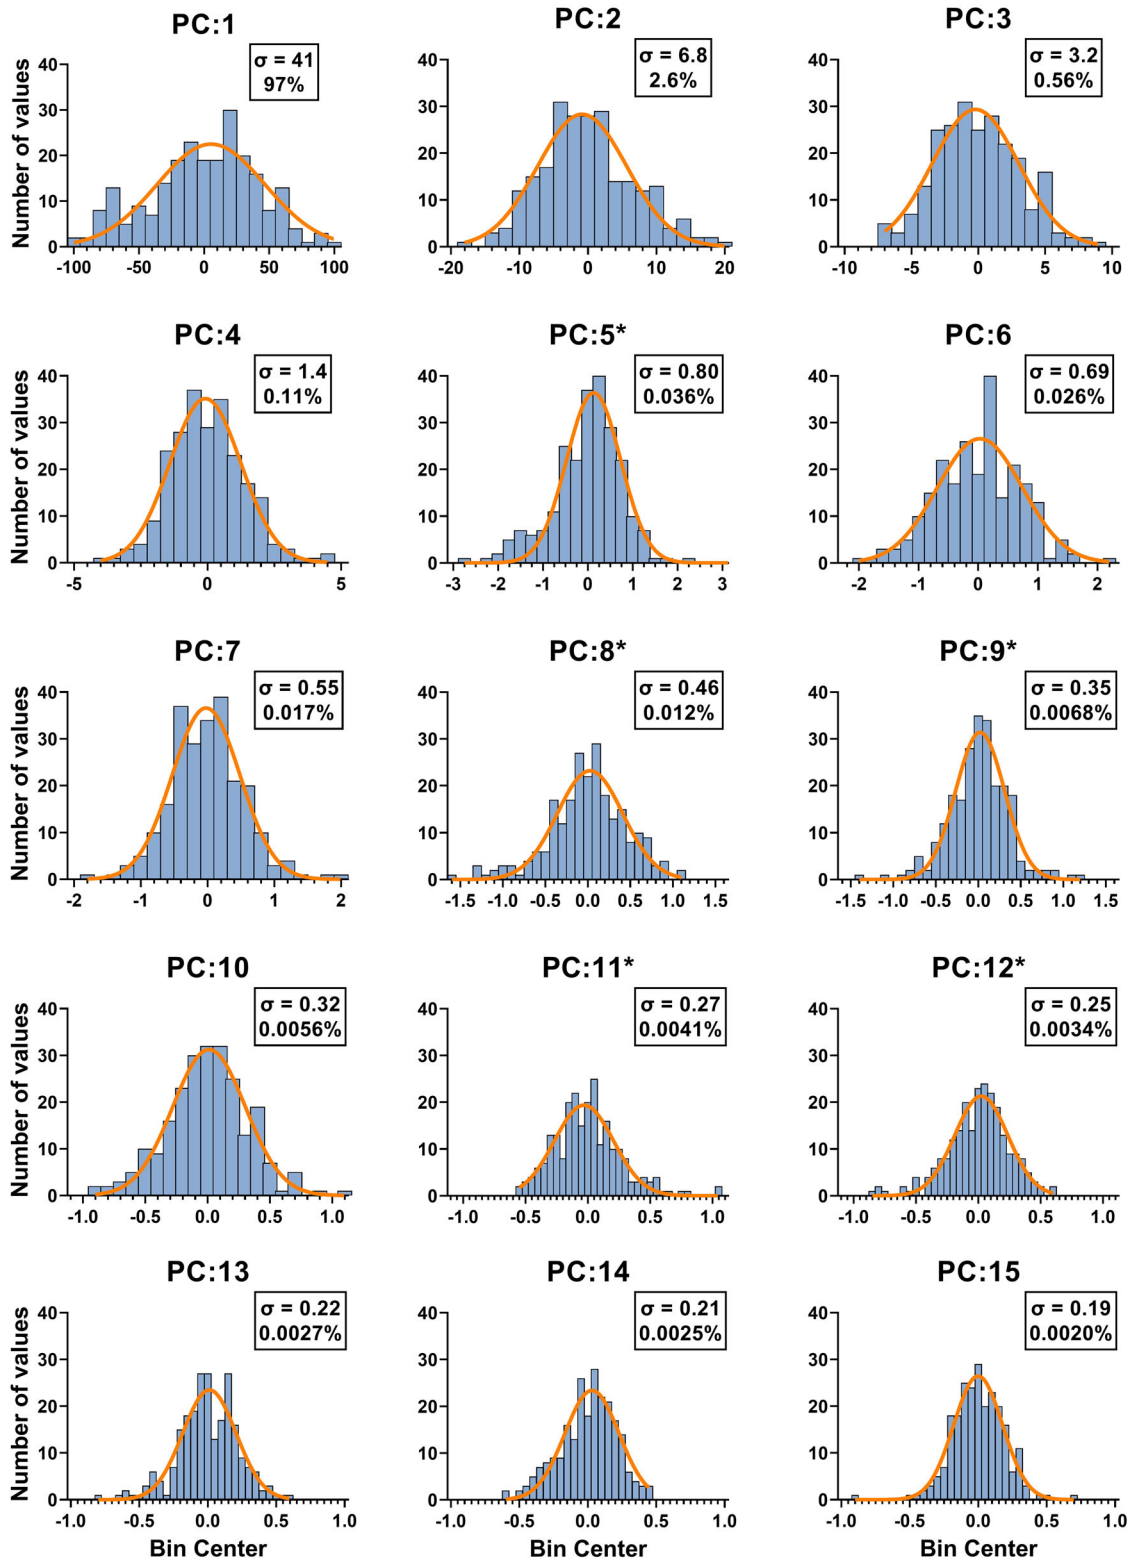 PC:1
σ = 41
97%
Number of values
40
30
20
10
0
-100 -50 0 50 100
PC:2
σ = 6.8
2.6%
40
30
20
10
0
-20 -10 0 10 20
PC:3
σ = 3.2
0.56%
40
30
20
10
0
-10 -5 0 5 10
PC:4
σ = 1.4
0.11%
Number of values
40
30
20
10
0
-5 0 5
PC:5*
σ = 0.80
0.036%
40
30
20
10
0
-3 -2 -1 0 1 2 3
PC:6
σ = 0.69
0.026%
40
30
20
10
0
-2 -1 0 1 2
PC:7
σ = 0.55
0.017%
Number of values
40
30
20
10
0
-2 -1 0 1 2
PC:8*
σ = 0.46
0.012%
40
30
20
10
0
-1.5 -1.0 -0.5 0.0 0.5 1.0 1.5
PC:9*
σ = 0.35
0.0068%
40
30
20
10
0
-1.5 -1.0 -0.5 0.0 0.5 1.0 1.5
PC:10
σ = 0.32
0.0056%
Number of values
40
30
20
10
0
-1.0 -0.5 0.0 0.5 1.0
PC:11*
σ = 0.27
0.0041%
40
30
20
10
0
-1.0 -0.5 0.0 0.5 1.0
PC:12*
σ = 0.25
0.0034%
40
30
20
10
0
-1.0 -0.5 0.0 0.5 1.0
PC:13
σ = 0.22
0.0027%
Number of values
40
30
20
10
0
-1.0 -0.5 0.0 0.5 1.0
Bin Center
PC:14
σ = 0.21
0.0025%
40
30
20
10
0
-1.0 -0.5 0.0 0.5 1.0
Bin Center
PC:15
σ = 0.19
0.0020%
40
30
20
10
0
-1.0 -0.5 0.0 0.5 1.0
Bin Center